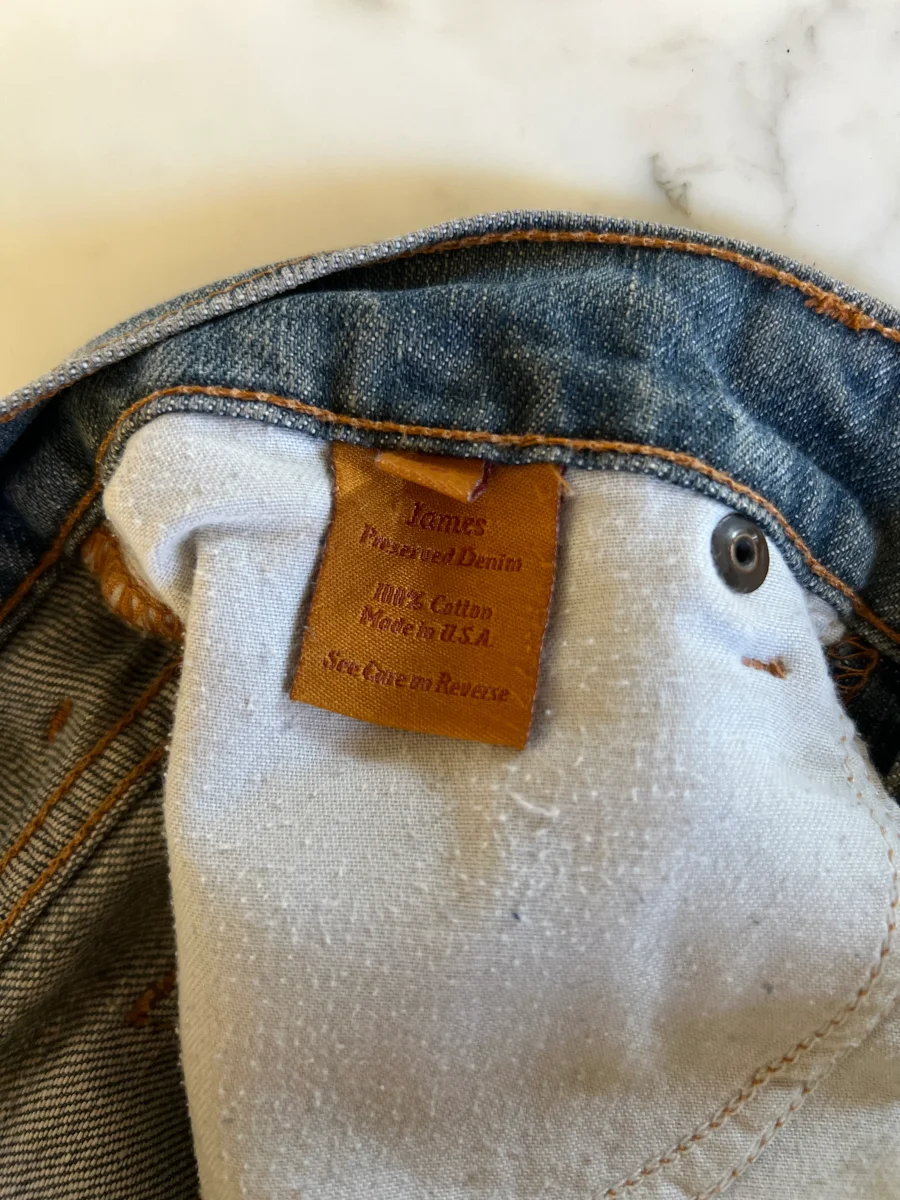 James
Preserved Denim
100% Cotton
Made in U.S.A.
See Care on Reverse